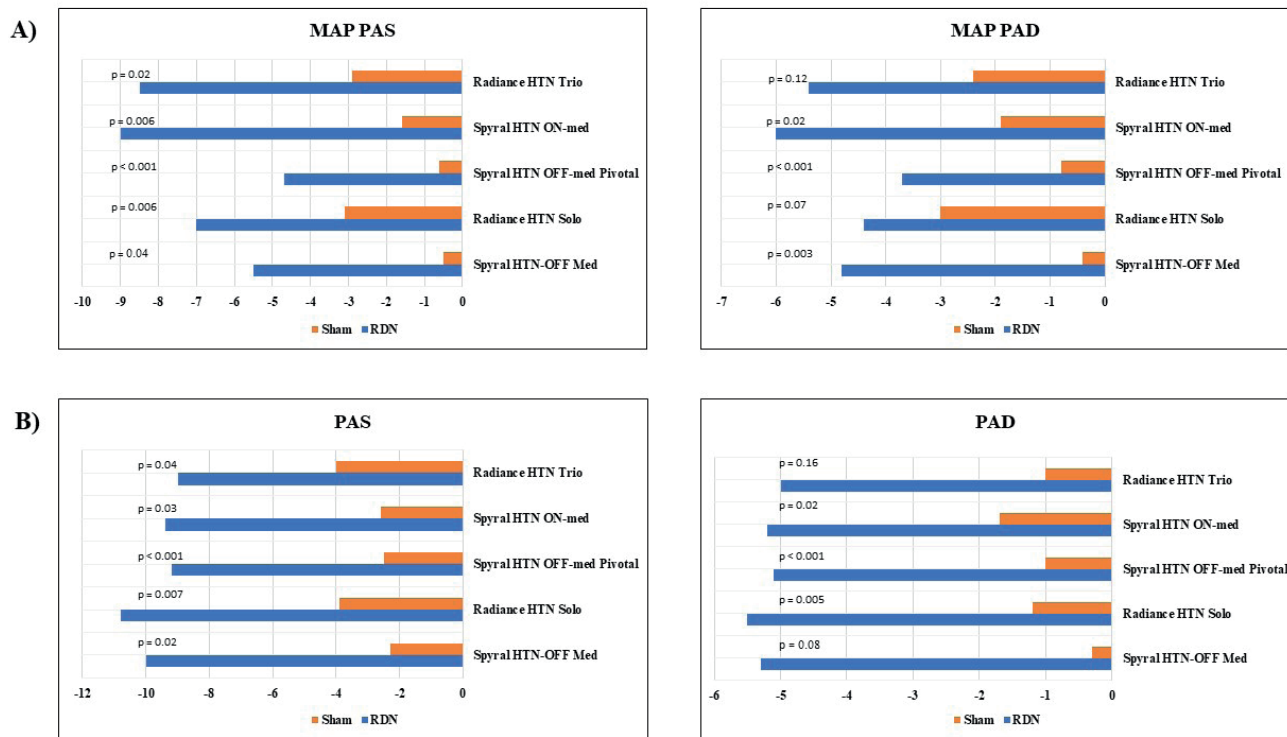 A)
MAP PAS
p = 0.02
Radiance HTN Trio
p = 0.006
Spyral HTN ON-med
p < 0.001
Spyral HTN OFF-med Pivotal
p = 0.006
Radiance HTN Solo
p = 0.04
Spyral HTN-OFF Med
-10 -9 -8 -7 -6 -5 -4 -3 -2 -1 0
Sham RDN
MAP PAD
p = 0.12
Radiance HTN Trio
p = 0.02
Spyral HTN ON-med
p < 0.001
Spyral HTN OFF-med Pivotal
p = 0.07
Radiance HTN Solo
p = 0.003
Spyral HTN-OFF Med
-7 -6 -5 -4 -3 -2 -1 0
Sham RDN
B)
PAS
p = 0.04
Radiance HTN Trio
p = 0.03
Spyral HTN ON-med
p < 0.001
Spyral HTN OFF-med Pivotal
p = 0.007
Radiance HTN Solo
p = 0.02
Spyral HTN-OFF Med
-12 -10 -8 -6 -4 -2 0
Sham RDN
PAD
p = 0.16
Radiance HTN Trio
p = 0.02
Spyral HTN ON-med
p < 0.001
Spyral HTN OFF-med Pivotal
p = 0.005
Radiance HTN Solo
p = 0.08
Spyral HTN-OFF Med
-6 -5 -4 -3 -2 -1 0
Sham RDN